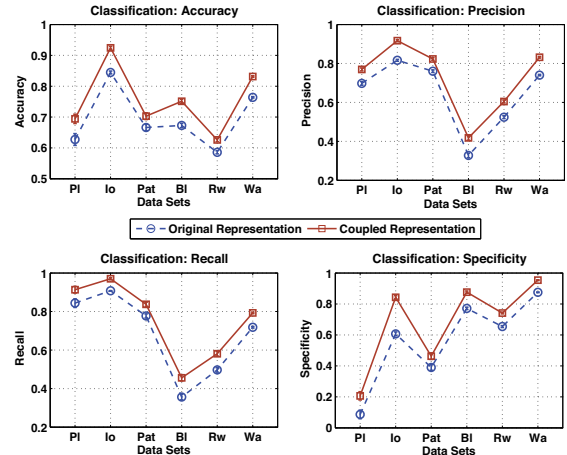 Classification: Accuracy
1
0.9
0.8
0.7
0.6
0.5
Accuracy
Pl Io Pat Bl Rw Wa
Data Sets
Classification: Precision
1
0.8
0.6
0.4
0.2
Precision
Pl Io Pat Bl Rw Wa
Data Sets
Original Representation Coupled Representation
Classification: Recall
1
0.8
0.6
0.4
0.2
Recall
Pl Io Pat Bl Rw Wa
Data Sets
Classification: Specificity
1
0.8
0.6
0.4
0.2
0
Specificity
Pl Io Pat Bl Rw Wa
Data Sets